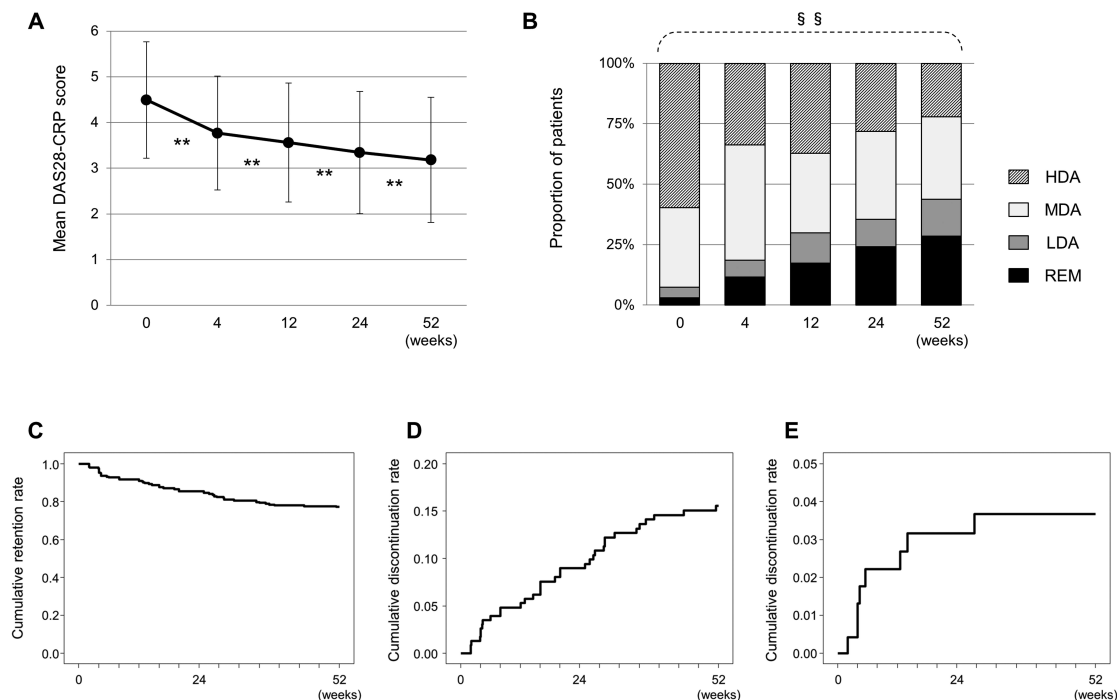 A
Mean DAS28-CRP score
6
5
4
3
2
1
0
**
**
**
**
0 4 12 24 52
(weeks)
B
§ §
Proportion of patients
100%
75%
50%
25%
0%
0 4 12 24 52
(weeks)
HDA
MDA
LDA
REM
C
Cumulative retention rate
1.0
0.8
0.6
0.4
0.2
0.0
0 24 52
(weeks)
D
Cumulative discontinuation rate
0.20
0.15
0.10
0.05
0.00
0 24 52
(weeks)
E
Cumulative discontinuation rate
0.05
0.04
0.03
0.02
0.01
0.00
0 24 52
(weeks)